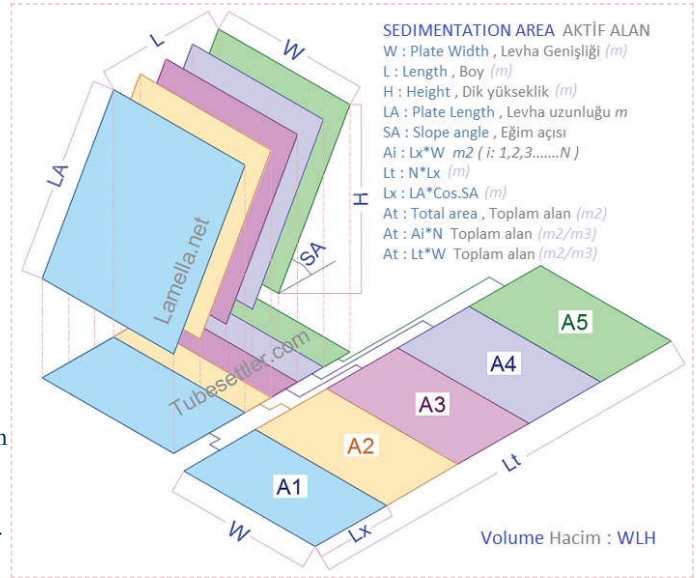 SEDIMENTATION AREA AKTİF ALAN
W : Plate Width , Levha Genişliği (m)
L : Length , Boy (m)
H : Height , Dik yükseklik (m)
LA : Plate Length , Levha uzunluğu m
SA : Slope angle , Eğim açısı
Ai : Lx*W m2 ( i: 1,2,3.......N )
Lt : N*Lx (m)
Lx : LA*Cos.SA (m)
At : Total area , Toplam alan (m2)
At : Ai*N Toplam alan (m2/m3)
At : Lt*W Toplam alan (m2/m3)
L
W
LA
H
SA
Lamella.net
Tubesettler.com
A5
A4
A3
A2
A1
Lt
Lx
W
Volume Hacim : WLH